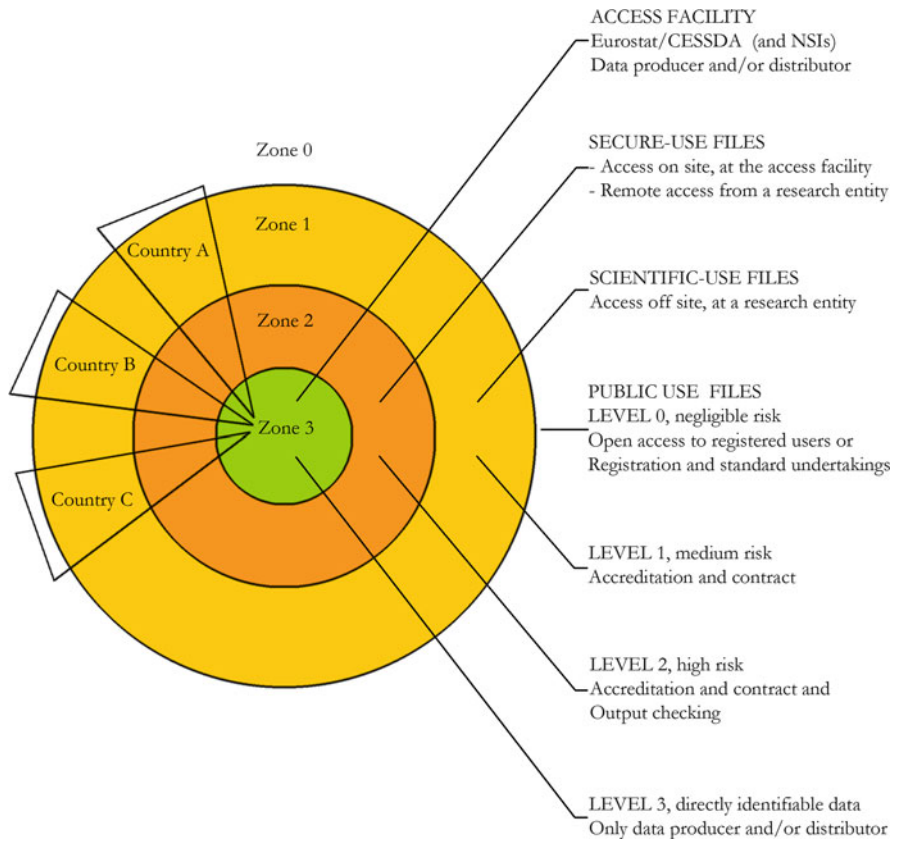 ACCESS FACILITY
Eurostat/CESSDA (and NSIs)
Data producer and/or distributor
SECURE-USE FILES
- Access on site, at the access facility
- Remote access from a research entity
Zone 0
Zone 1
Country A
SCIENTIFIC-USE FILES
Access off site, at a research entity
Zone 2
Country B
PUBLIC USE FILES
LEVEL 0, negligible risk
Open access to registered users or
Registration and standard undertakings
Zone 3
Country C
LEVEL 1, medium risk
Accreditation and contract
LEVEL 2, high risk
Accreditation and contract and
Output checking
LEVEL 3, directly identifiable data
Only data producer and/or distributor